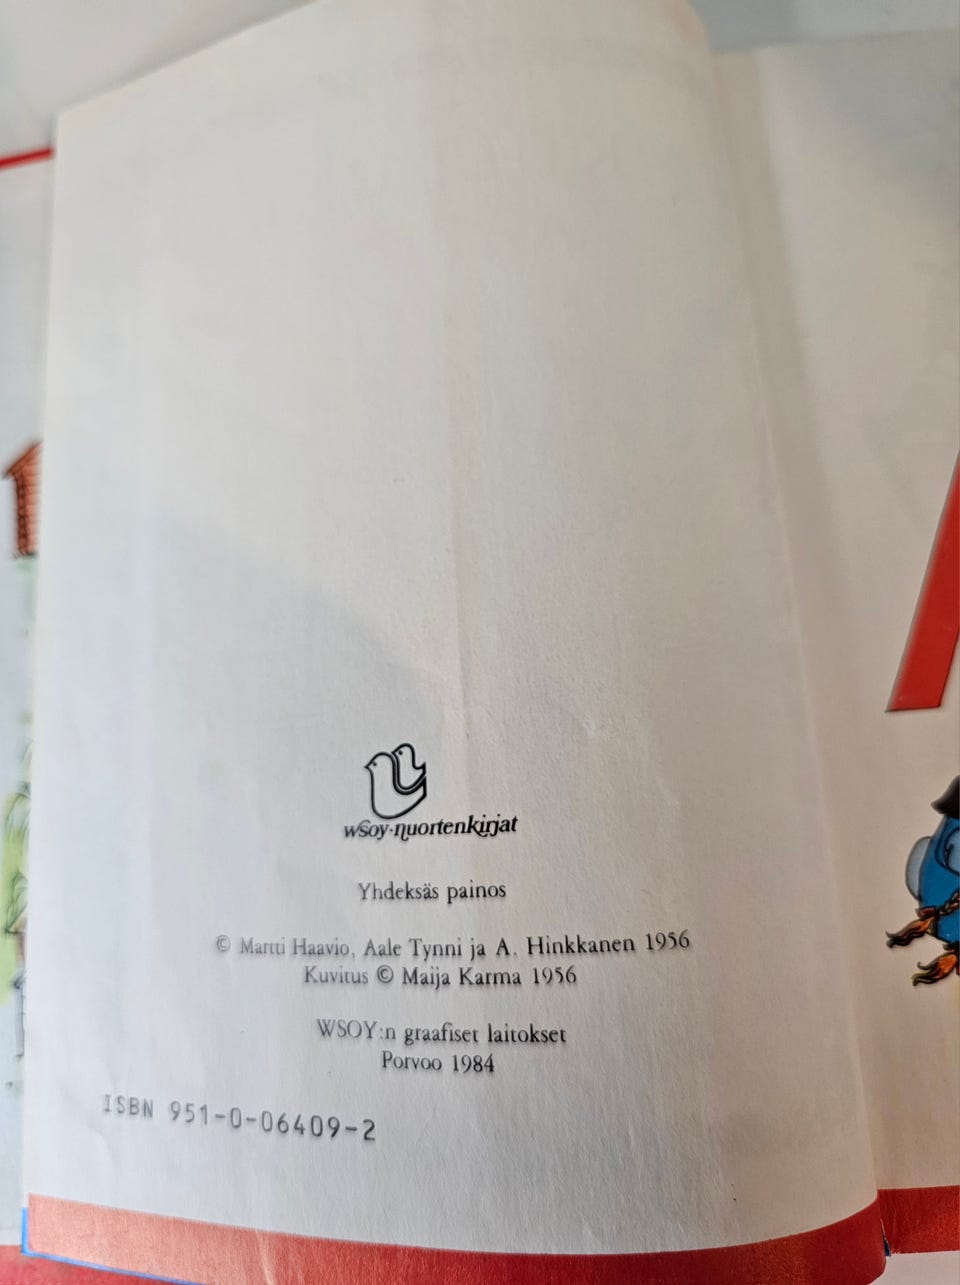 wsoy·nuortenkirjat
Yhdeksäs painos
© Martti Haavio, Aale Tynni ja A. Hinkkanen 1956
Kuvitus © Maija Karma 1956
WSOY:n graafiset laitokset
Porvoo 1984
ISBN 951-0-06409-2